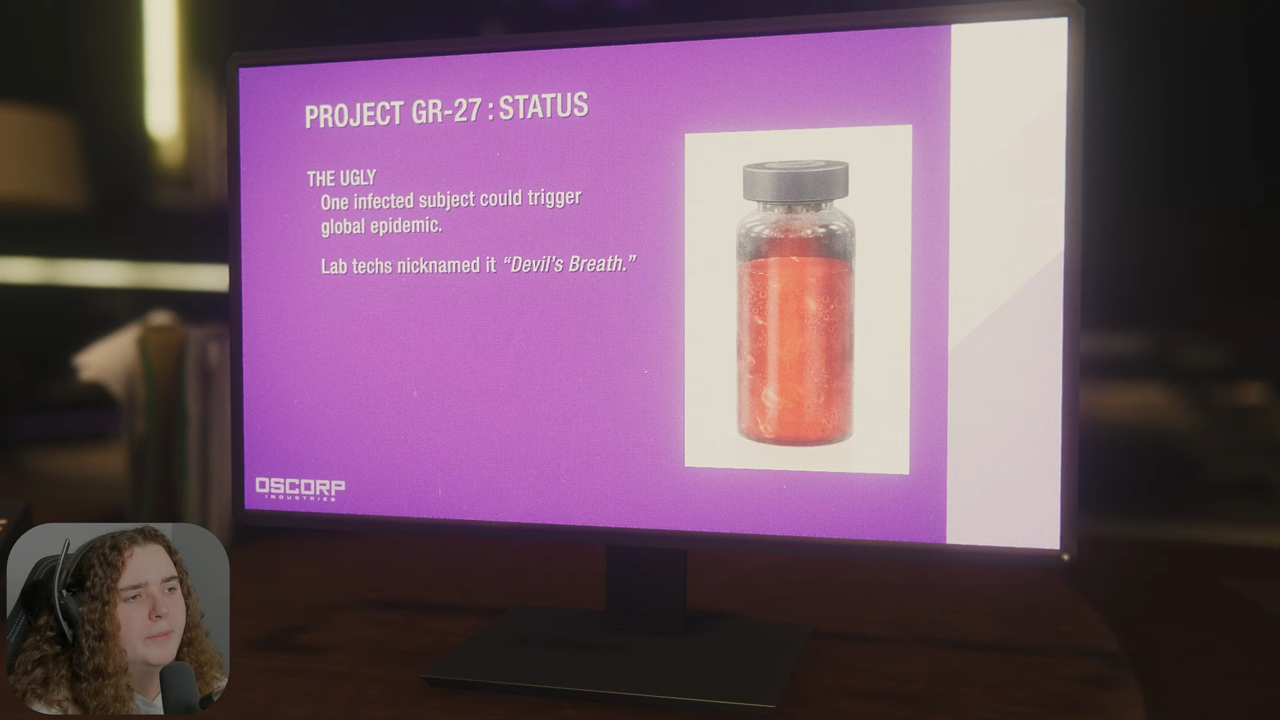 PROJECT GR-27 : STATUS
THE UGLY
One infected subject could trigger
global epidemic.
Lab techs nicknamed it “Devil’s Breath.”
OSCORP
INDUSTRIES